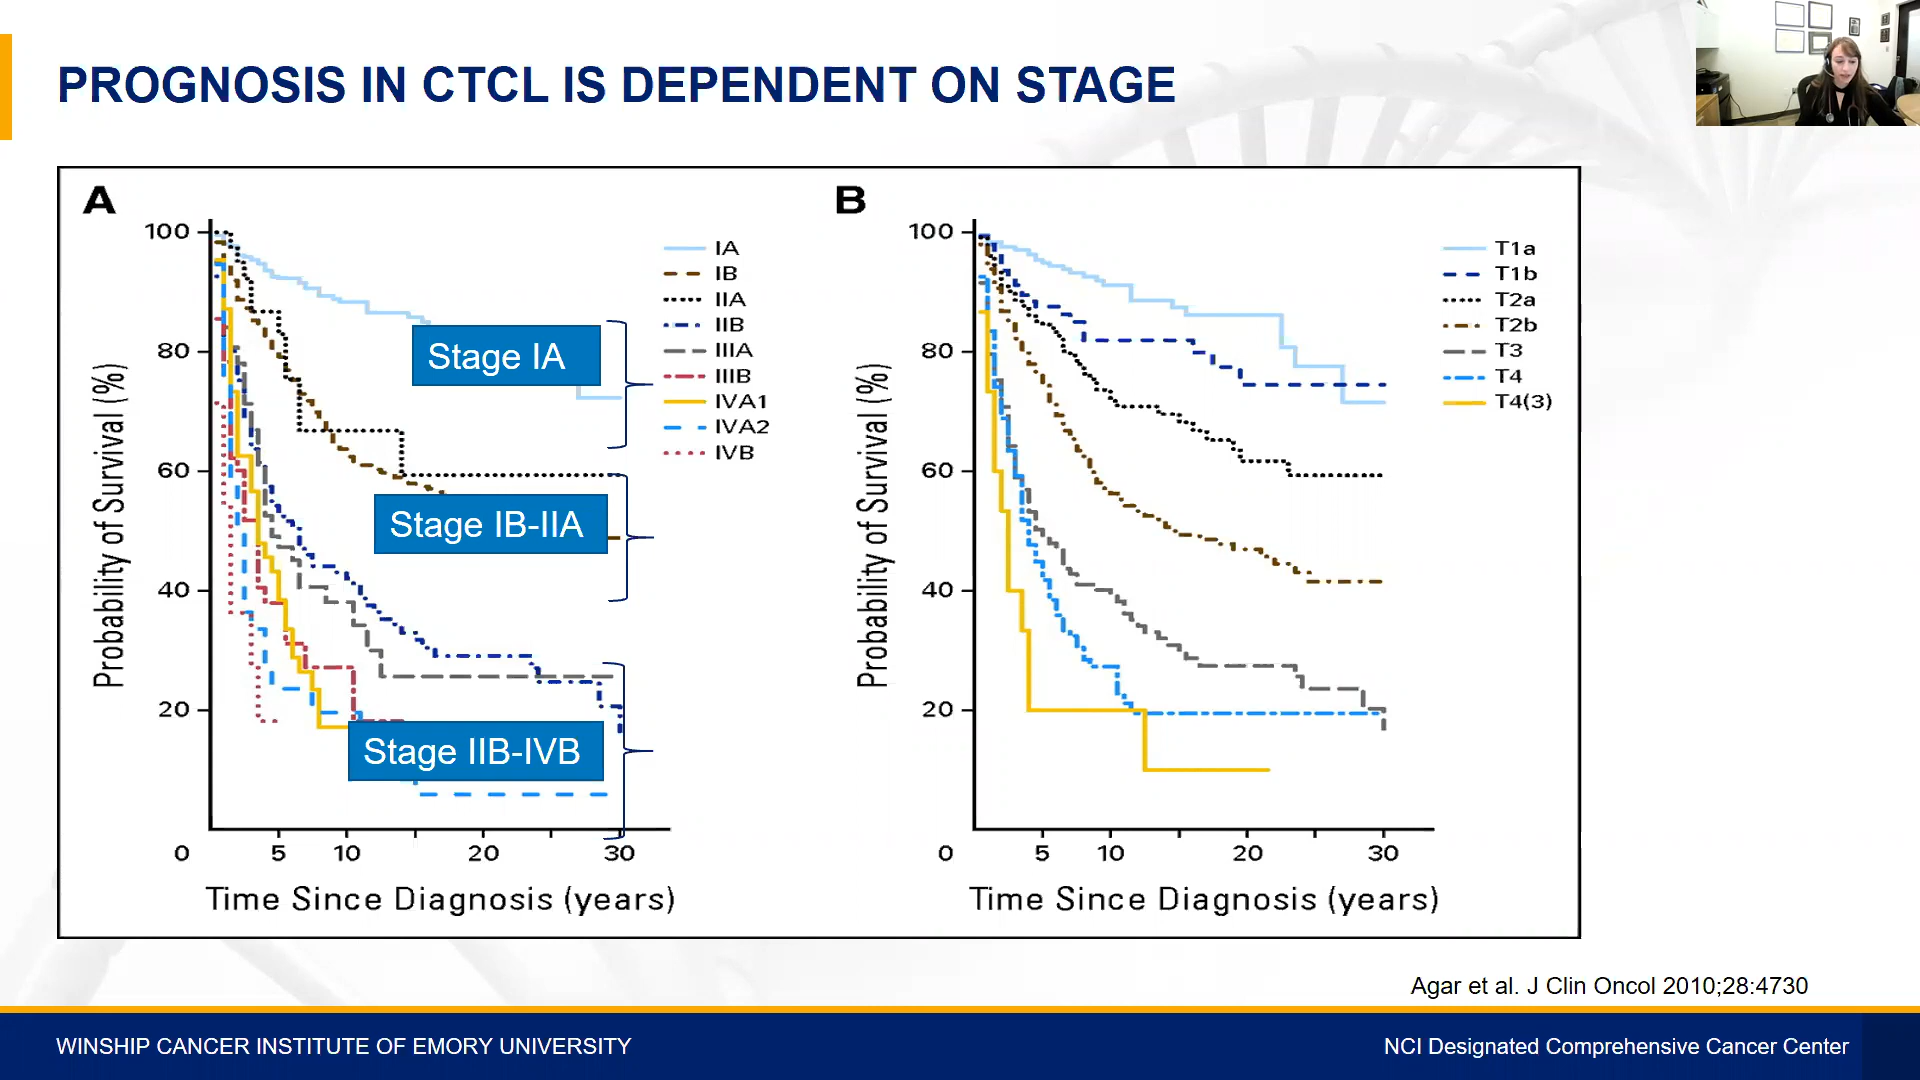 PROGNOSIS IN CTCL IS DEPENDENT ON STAGE
A
100
80
60
40
20
0
5
10
20
30
Probability of Survival (%)
Time Since Diagnosis (years)
IA
IB
IIA
IIB
IIIA
IIIB
IVA1
IVA2
IVB
Stage IA
Stage IB-IIA
Stage IIB-IVB
B
100
80
60
40
20
0
5
10
20
30
Probability of Survival (%)
Time Since Diagnosis (years)
T1a
T1b
T2a
T2b
T3
T4
T4(3)
Agar et al. J Clin Oncol 2010;28:4730
WINSHIP CANCER INSTITUTE OF EMORY UNIVERSITY
NCI Designated Comprehensive Cancer Center